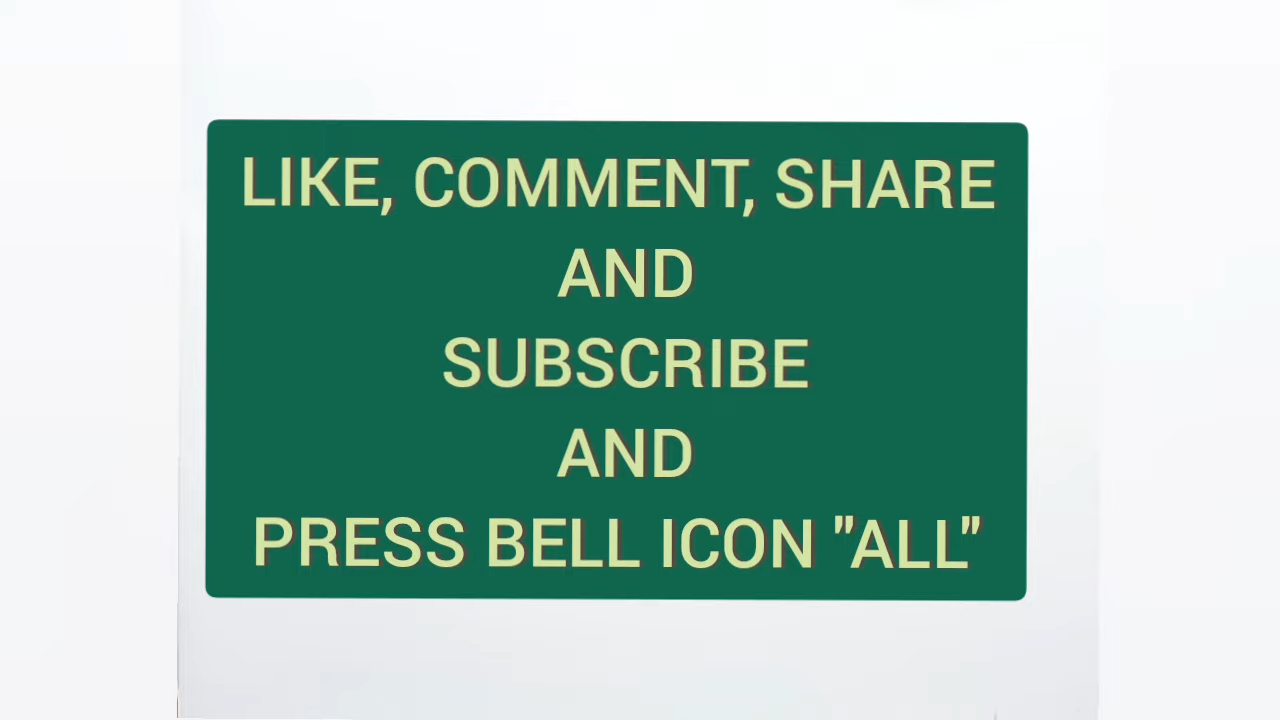 LIKE, COMMENT, SHARE
AND
SUBSCRIBE
AND
PRESS BELL ICON "ALL"